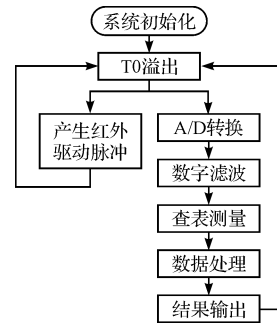 系统初始化
T0溢出
产生红外
驱动脉冲
A/D转换
数字滤波
查表测量
数据处理
结果输出